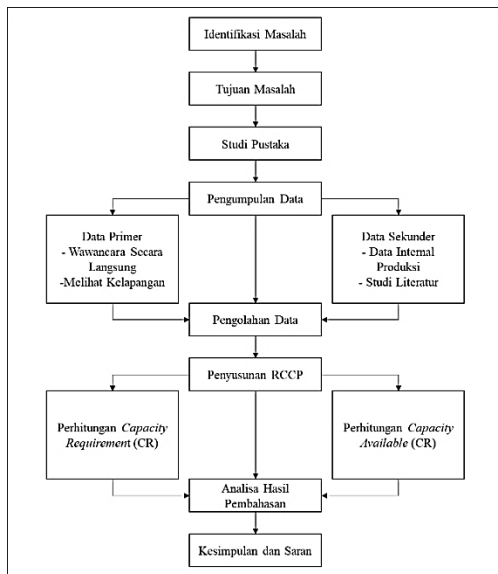 Identifikasi Masalah
Tujuan Masalah
Studi Pustaka
Pengumpulan Data
Data Primer
- Wawancara Secara
Langsung
-Melihat Kelapangan
Data Sekunder
- Data Internal
Produksi
- Studi Literatur
Pengolahan Data
Penyusunan RCCP
Perhitungan Capacity
Requirement (CR)
Perhitungan Capacity
Available (CR)
Analisa Hasil
Pembahasan
Kesimpulan dan Saran